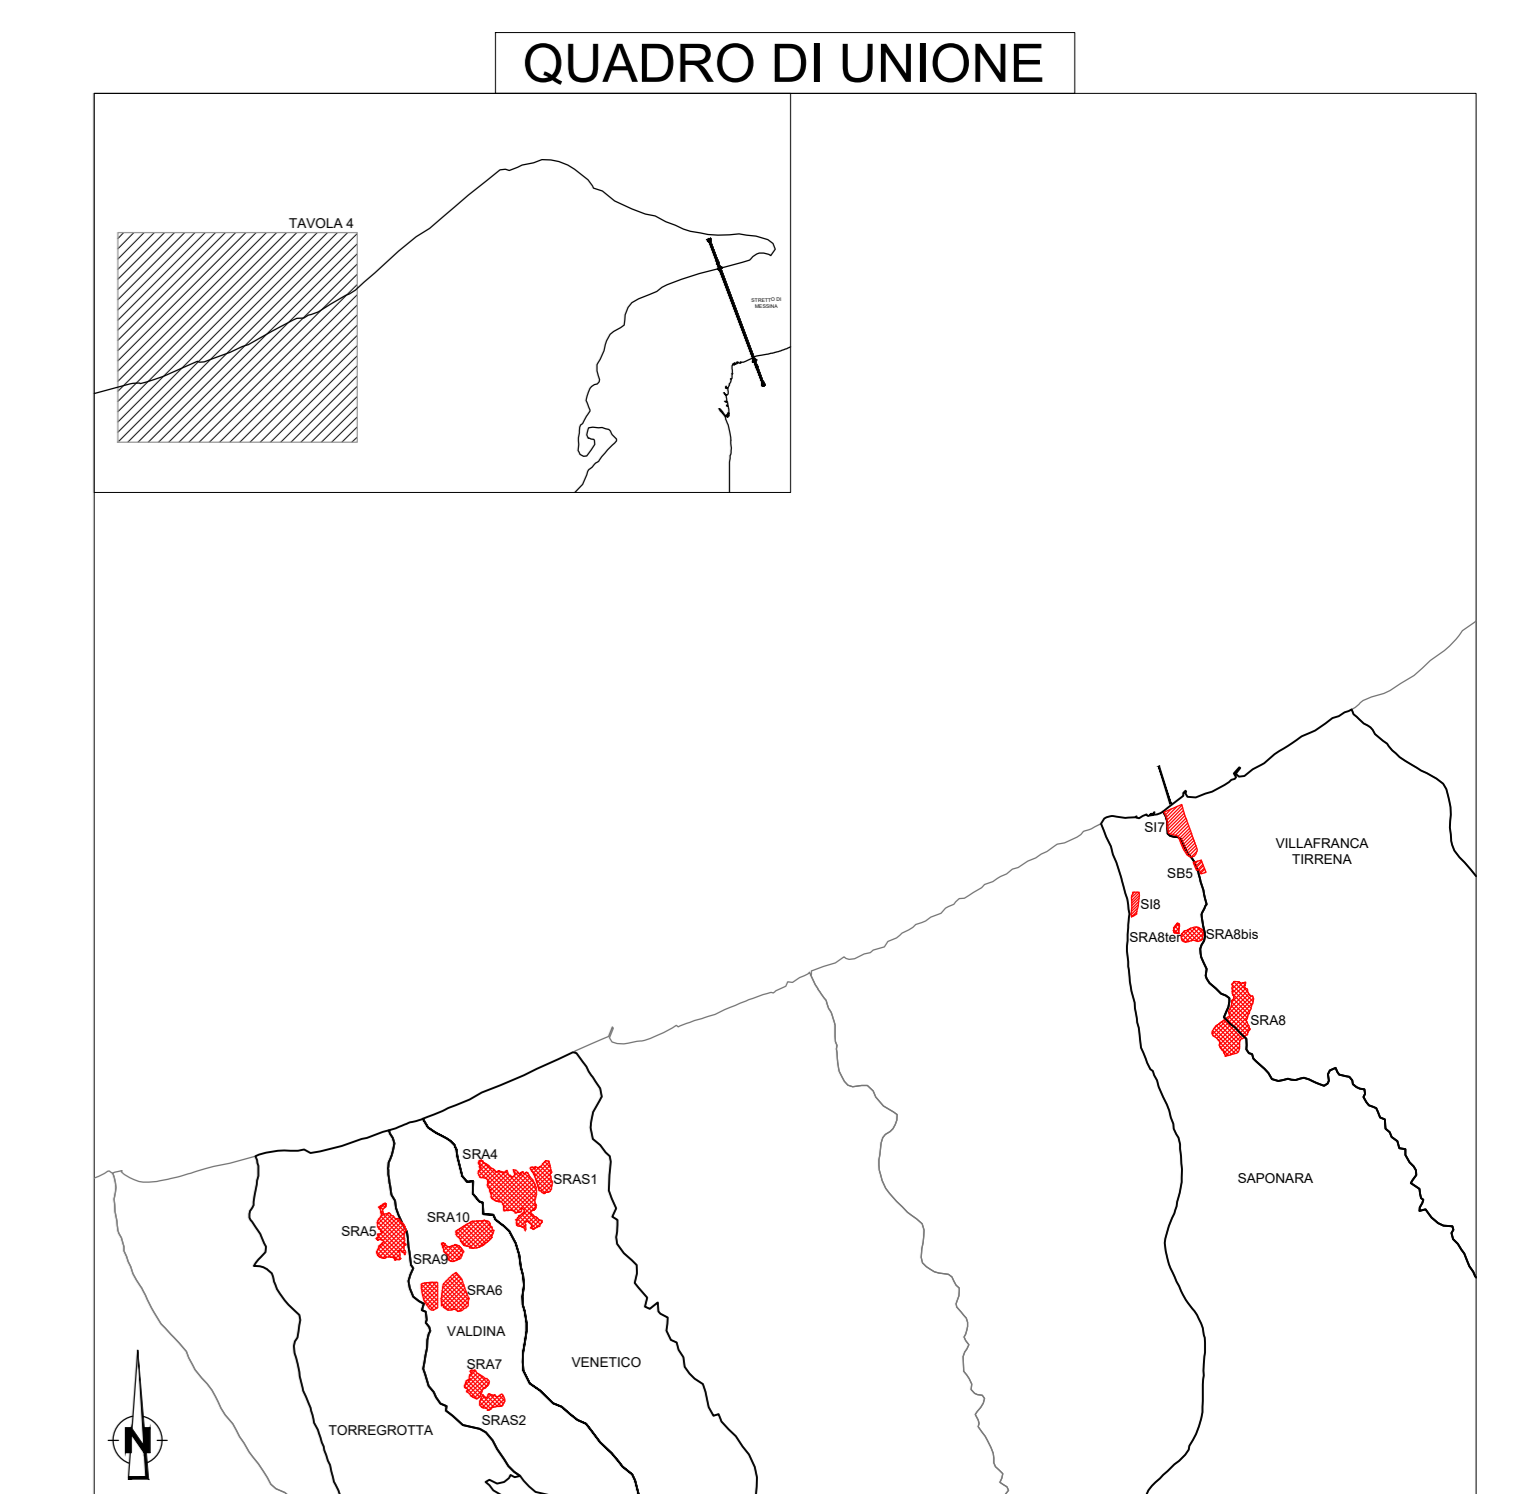 QUADRO DI UNIONE
TAVOLA 4
STRETTO DI
MESSINA
SI7
VILLAFRANCA
TIRRENA
SB5
SI8
SRA8ter
SRA8bis
SRA8
SRA4
SRAS1
SAPONARA
SRA10
SRA5
SRA9
SRA6
VALDINA
VENETICO
SRA7
SRAS2
TORREGROTTA
N